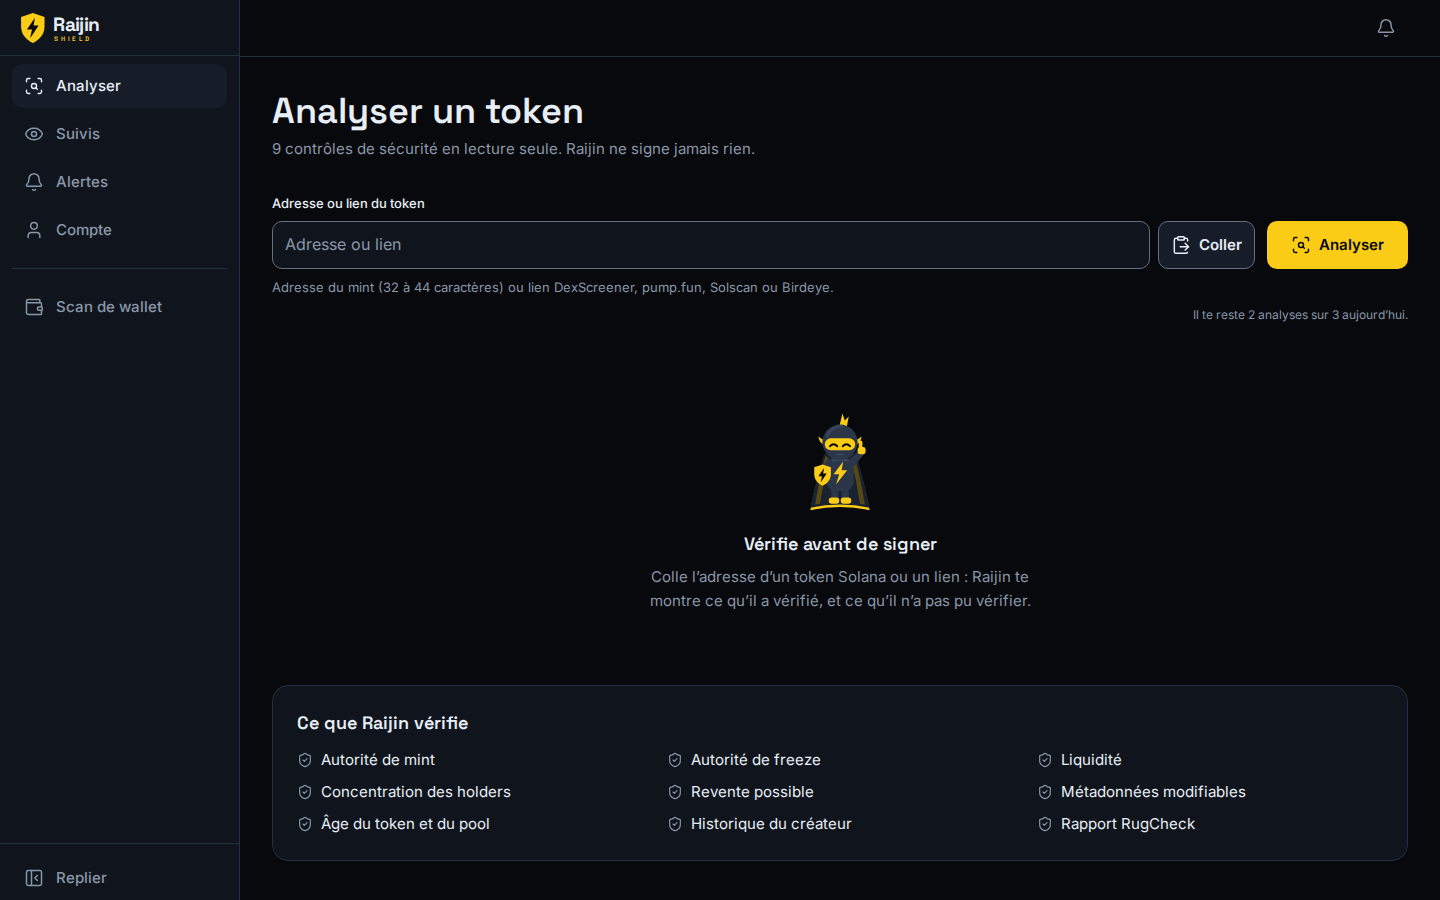 Raijin
SHIELD
Analyser
Suivis
Alertes
Compte
Scan de wallet
Replier
Analyser un token
9 contrôles de sécurité en lecture seule. Raijin ne signe jamais rien.
Adresse ou lien du token
Adresse ou lien
Coller
Analyser
Adresse du mint (32 à 44 caractères) ou lien DexScreener, pump.fun, Solscan ou Birdeye.
Il te reste 2 analyses sur 3 aujourd'hui.
Vérifie avant de signer
Colle l’adresse d’un token Solana ou un lien : Raijin te
montre ce qu’il a vérifié, et ce qu’il n’a pas pu vérifier.
Ce que Raijin vérifie
Autorité de mint
Autorité de freeze
Liquidité
Concentration des holders
Revente possible
Métadonnées modifiables
Âge du token et du pool
Historique du créateur
Rapport RugCheck